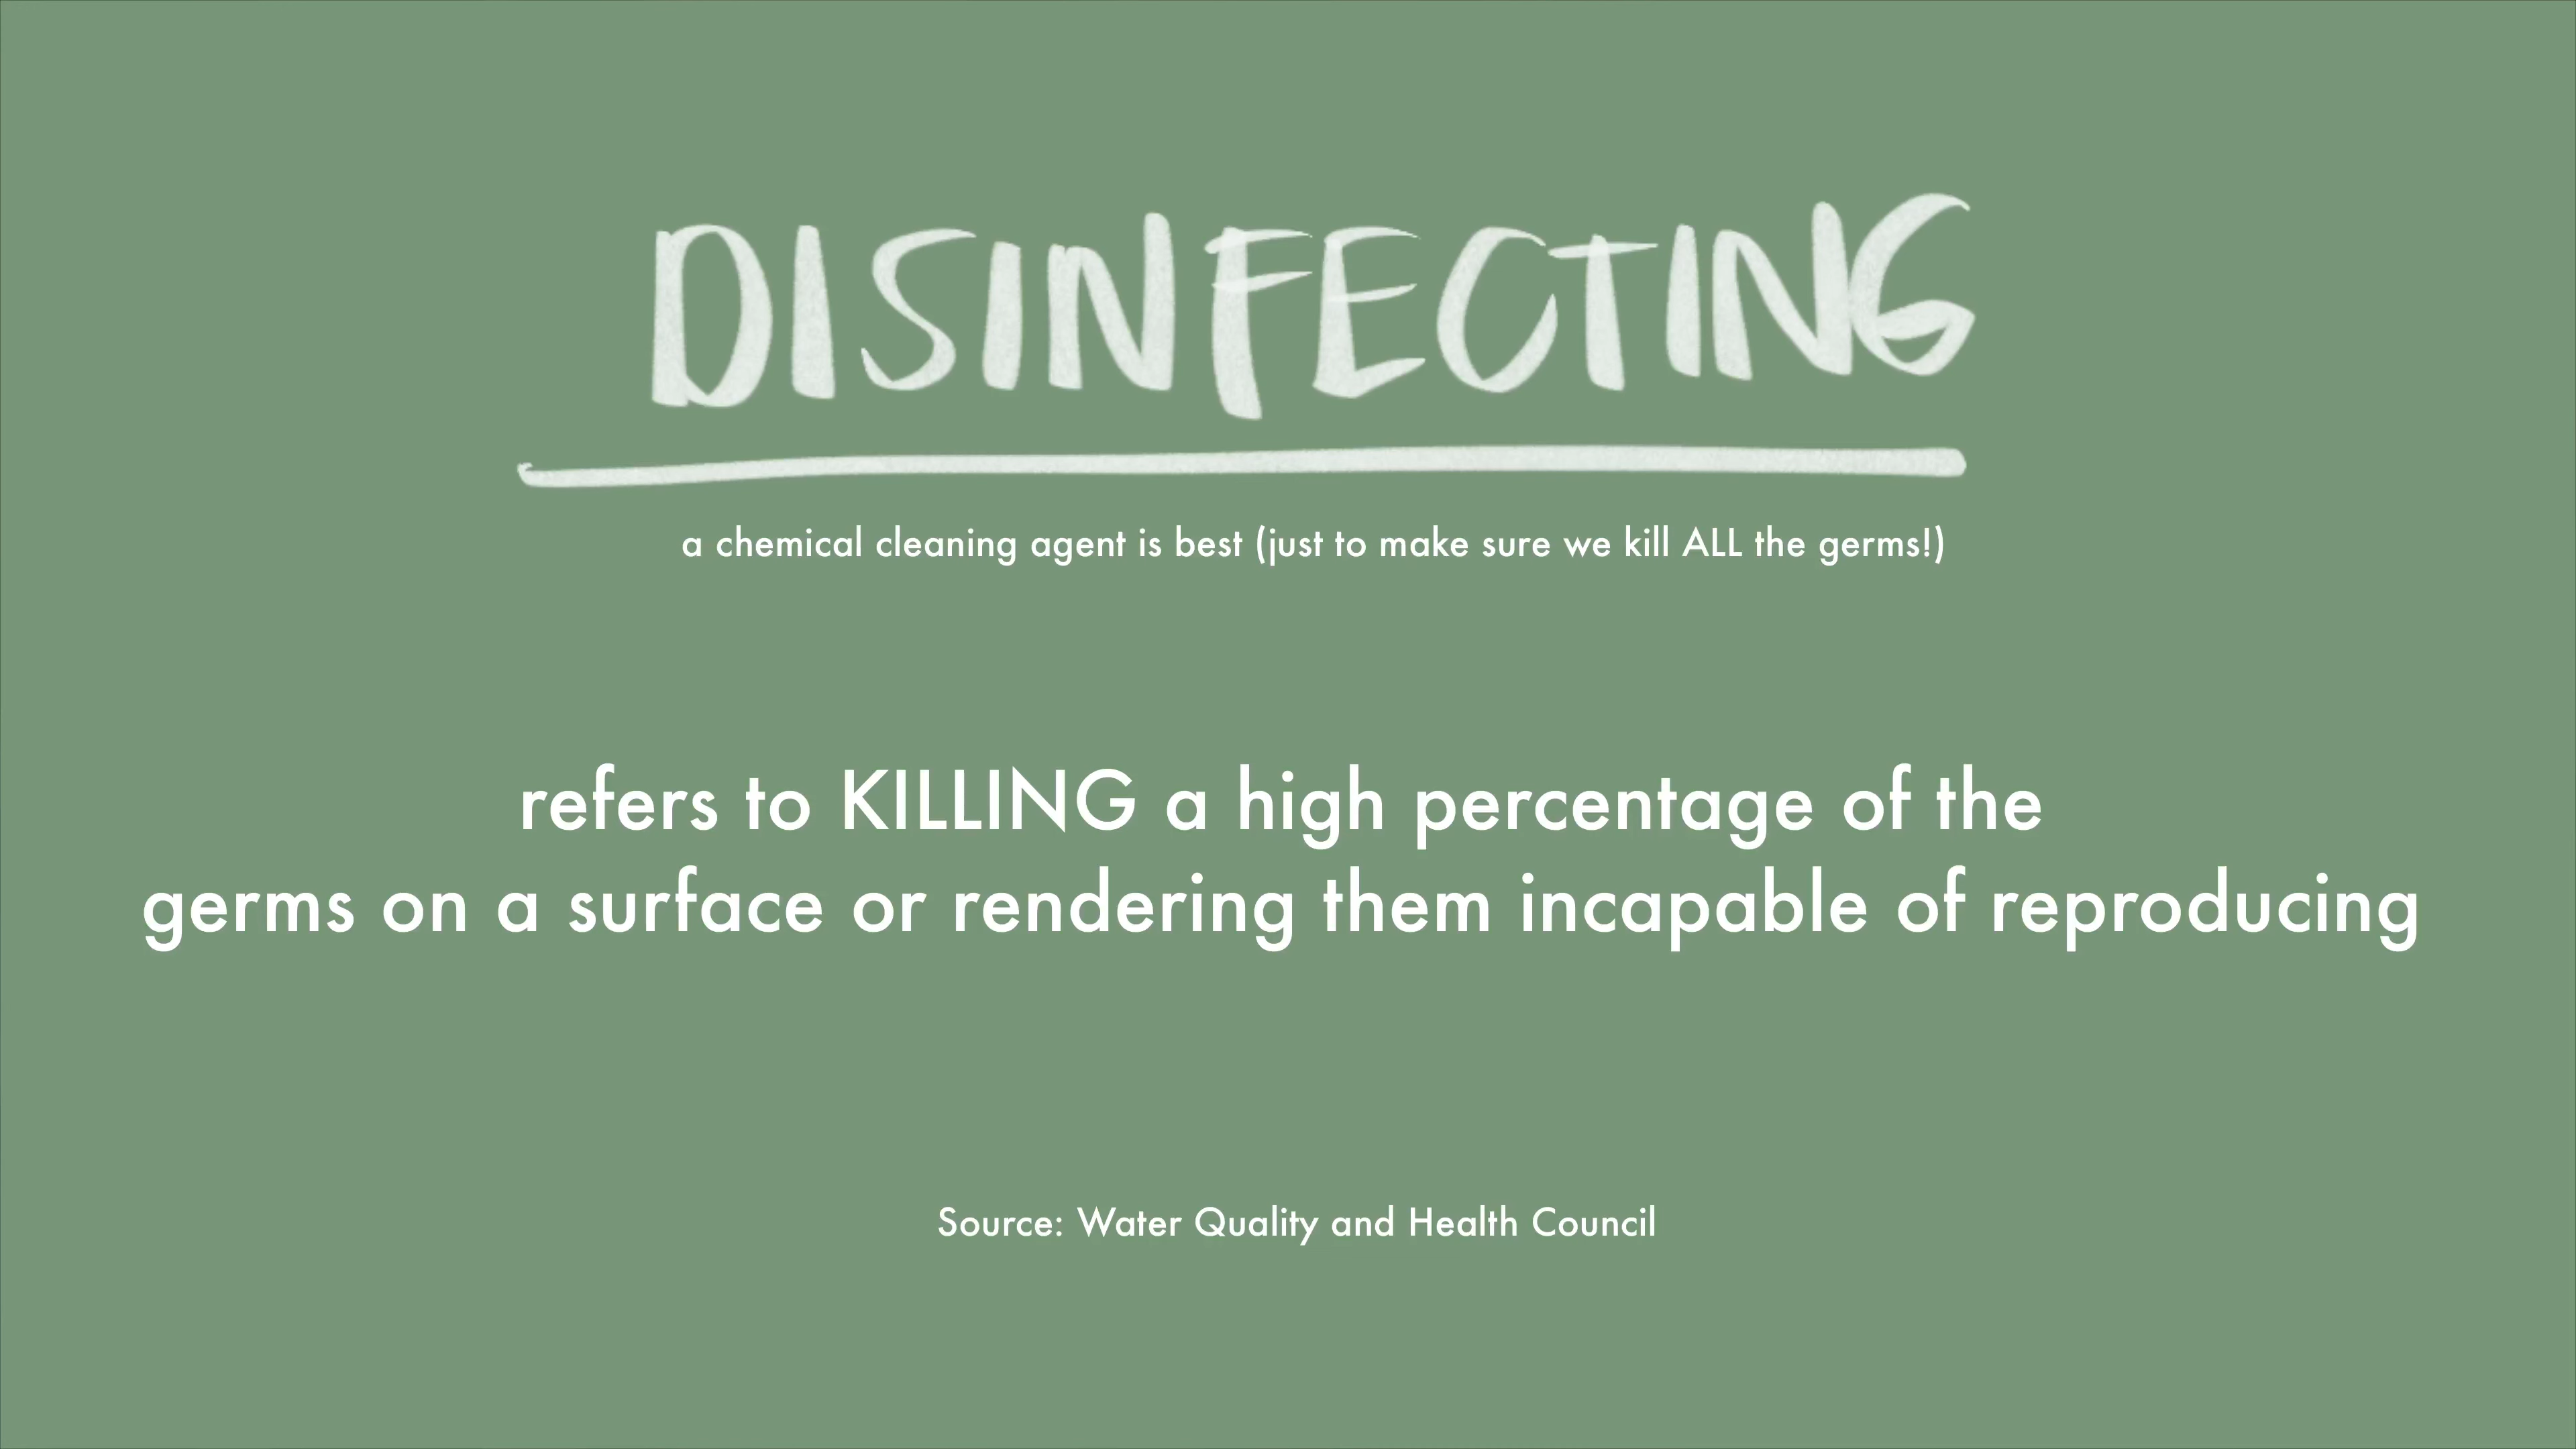 DISINFECTING
a chemical cleaning agent is best (just to make sure we kill ALL the germs!)
refers to KILLING a high percentage of the
germs on a surface or rendering them incapable of reproducing
Source: Water Quality and Health Council